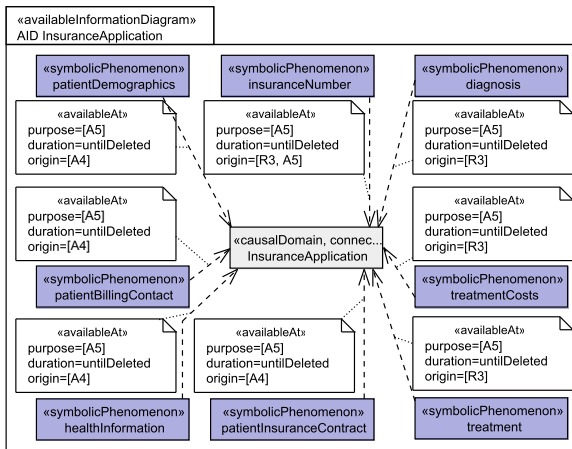 «availableInformationDiagram»
AID InsuranceApplication
«symbolicPhenomenon»
patientDemographics
«symbolicPhenomenon»
insuranceNumber
«symbolicPhenomenon»
diagnosis
«availableAt»
purpose=[A5]
duration=untilDeleted
origin=[A4]
«availableAt»
purpose=[A5]
duration=untilDeleted
origin=[R3, A5]
«availableAt»
purpose=[A5]
duration=untilDeleted
origin=[R3]
«availableAt»
purpose=[A5]
duration=untilDeleted
origin=[A4]
«causalDomain, connec...
InsuranceApplication
«availableAt»
purpose=[A5]
duration=untilDeleted
origin=[R3]
«symbolicPhenomenon»
patientBillingContact
«symbolicPhenomenon»
treatmentCosts
«availableAt»
purpose=[A5]
duration=untilDeleted
origin=[A4]
«availableAt»
purpose=[A5]
duration=untilDeleted
origin=[A4]
«availableAt»
purpose=[A5]
duration=untilDeleted
origin=[R3]
«symbolicPhenomenon»
healthInformation
«symbolicPhenomenon»
patientInsuranceContract
«symbolicPhenomenon»
treatment